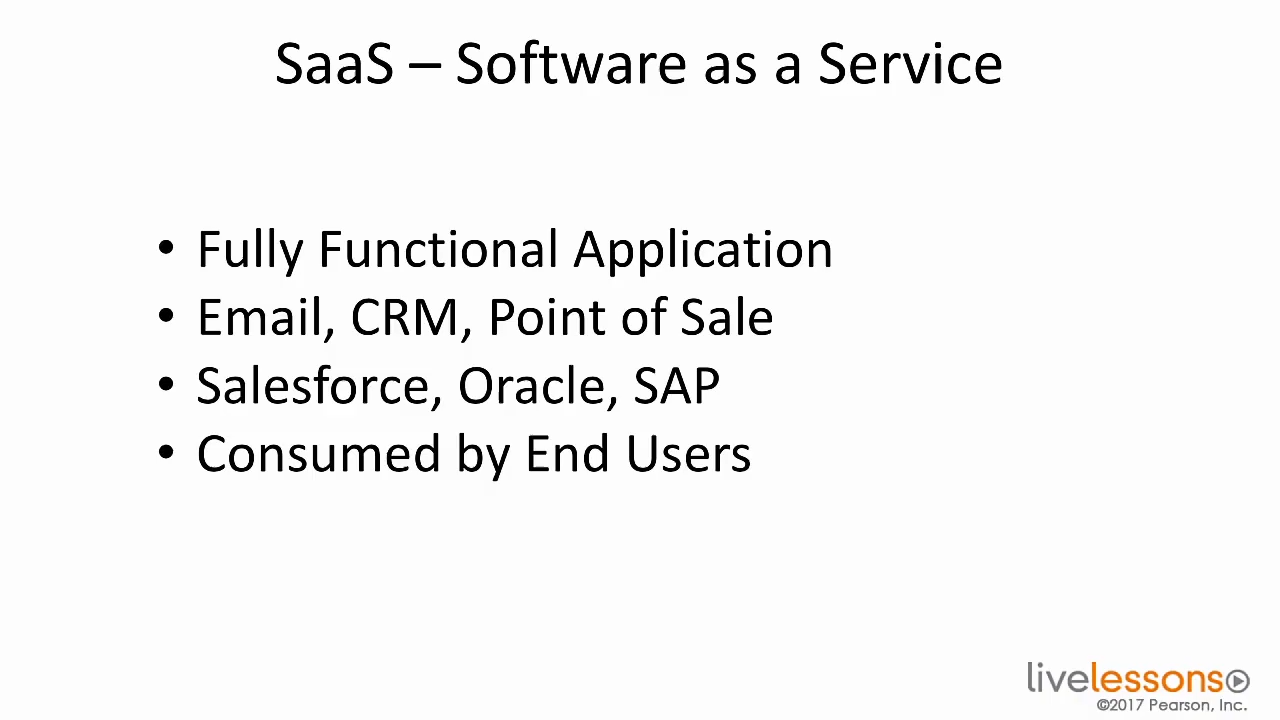 SaaS – Software as a Service
• Fully Functional Application
• Email, CRM, Point of Sale
• Salesforce, Oracle, SAP
• Consumed by End Users
livelessons
©2017 Pearson, Inc.